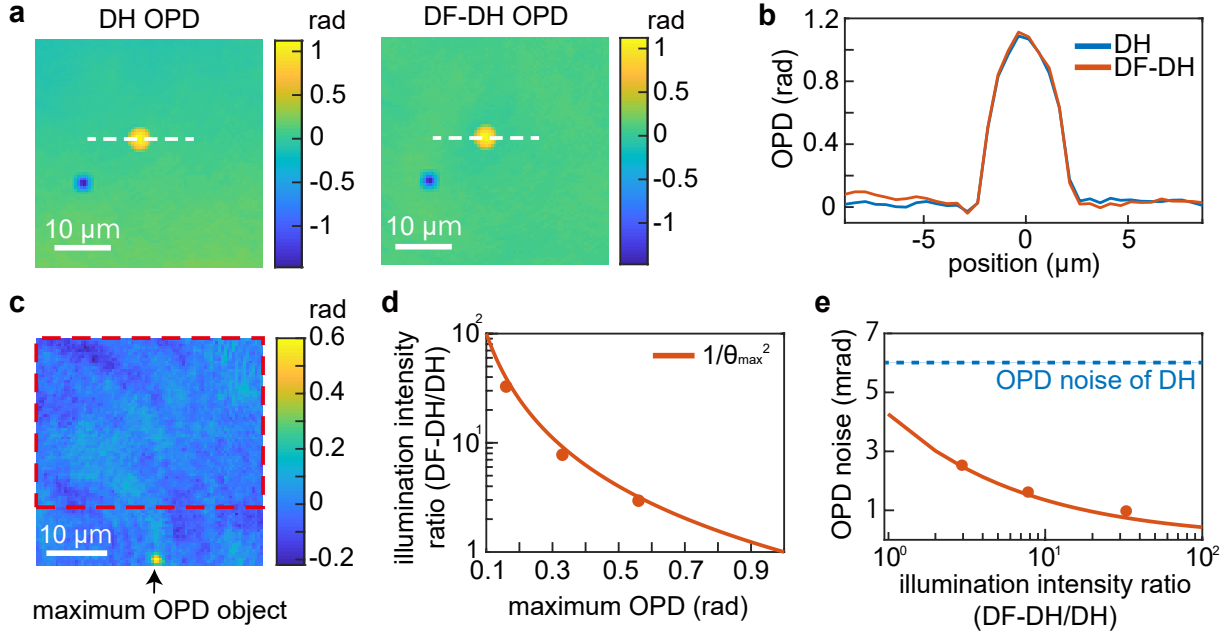 a
DH OPD
rad
1
0.5
0
-0.5
-1
10 µm
DF-DH OPD
rad
1
0.5
0
-0.5
-1
10 µm
b
OPD (rad)
1.2
0.8
0.4
0
-5
0
5
position (µm)
DH
DF-DH
c
rad
0.6
0.4
0.2
0
-0.2
10 µm
maximum OPD object
d
illumination intensity
ratio (DF-DH/DH)
10²
10¹
1
0.1
0.3
0.5
0.7
0.9
maximum OPD (rad)
1/θmax²
e
OPD noise (mrad)
7
5
3
1
OPD noise of DH
10⁰
10¹
10²
illumination intensity ratio
(DF-DH/DH)